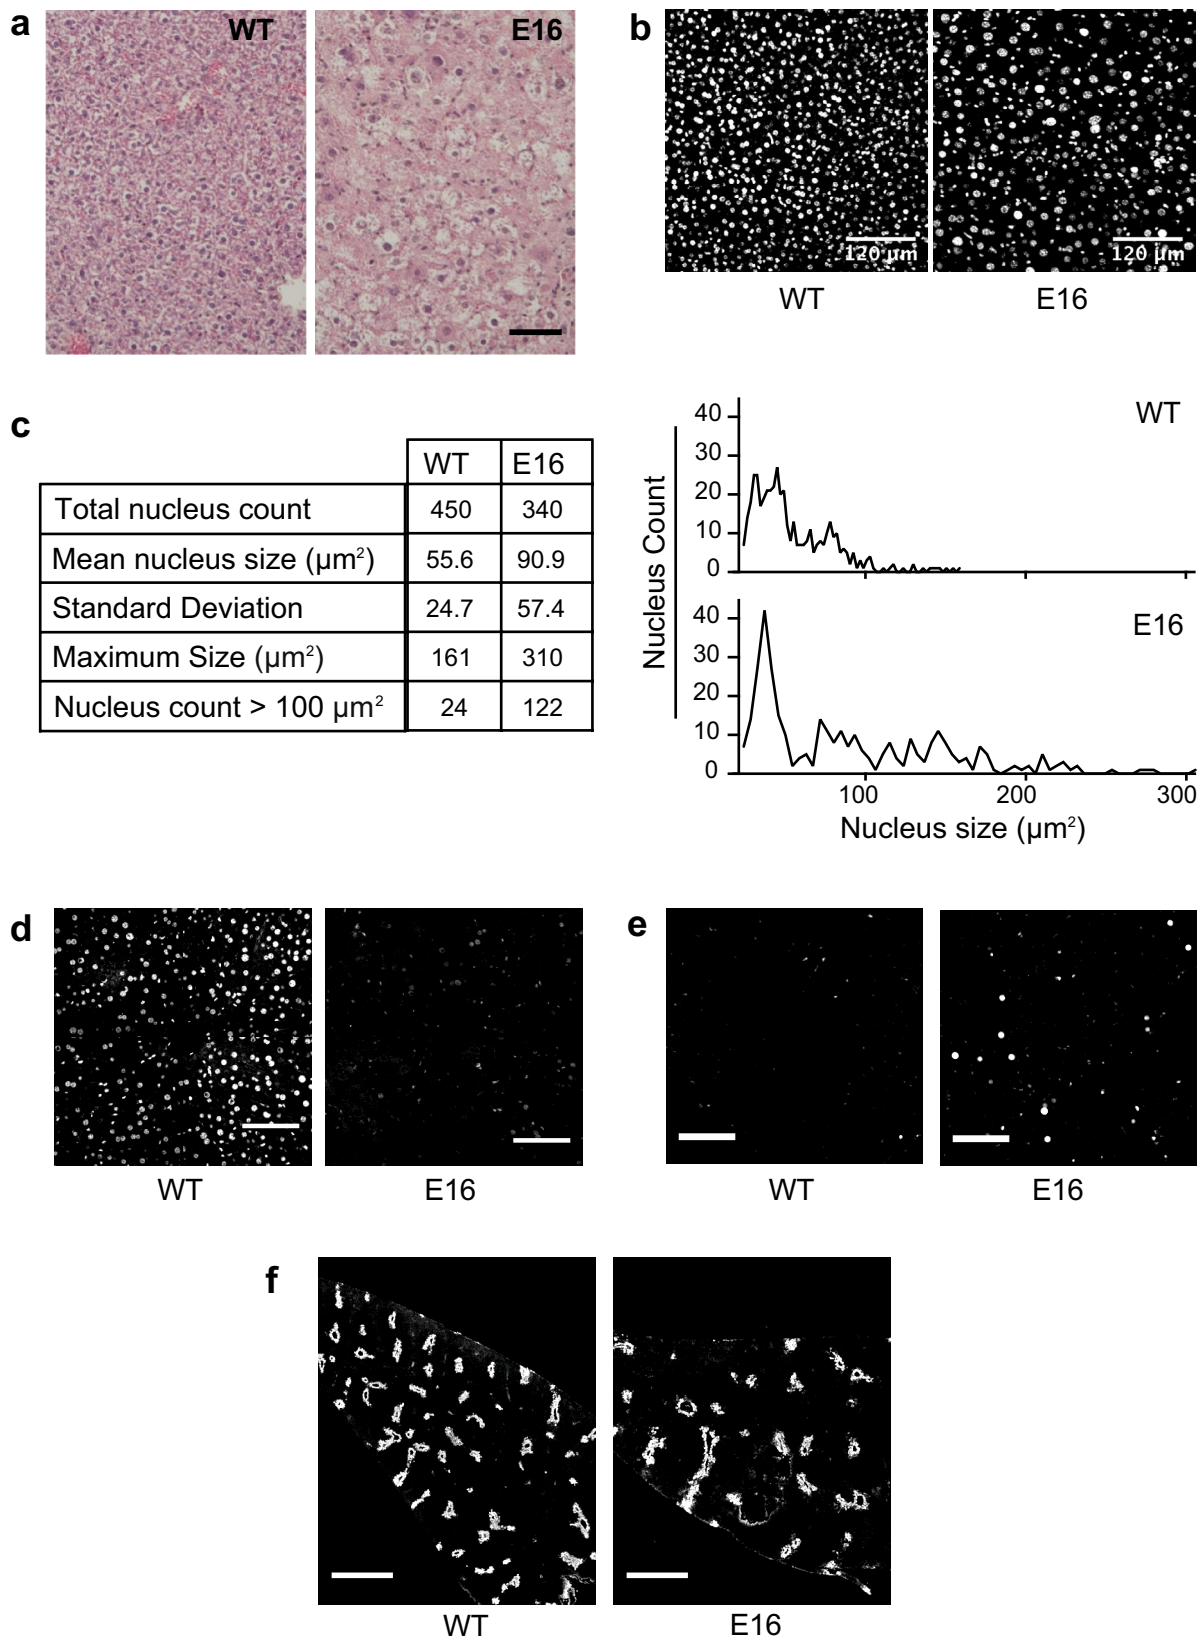 a
WT
E16
b
120 µm
120 µm
WT
E16
c
WT E16
Total nucleus count 450 340
Mean nucleus size (µm²) 55.6 90.9
Standard Deviation 24.7 57.4
Maximum Size (µm²) 161 310
Nucleus count > 100 µm² 24 122
Nucleus Count
40
30
20
10
0
WT
40
30
20
10
0
E16
100 200 300
Nucleus size (µm²)
d
WT
E16
e
WT
E16
f
WT
E16